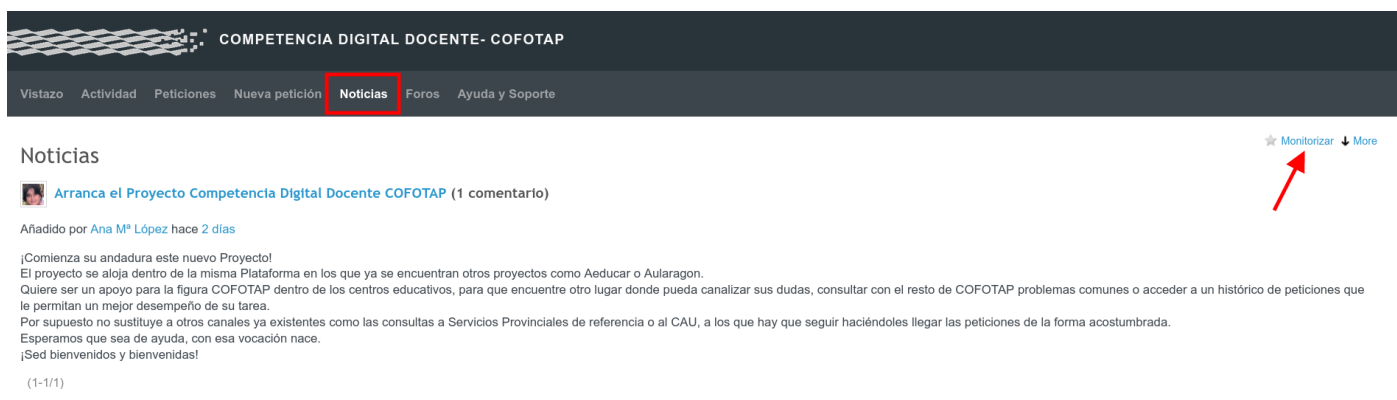 COMPETENCIA DIGITAL DOCENTE- COFOTAP
Vistazo Actividad Peticiones Nueva petición Noticias Foros Ayuda y Soporte
Monitorizar More
Noticias
Arranca el Proyecto Competencia Digital Docente COFOTAP (1 comentario)
Añadido por Ana Mª López hace 2 días
¡Comienza su andadura este nuevo Proyecto!
El proyecto se aloja dentro de la misma Plataforma en los que ya se encuentran otros proyectos como Aeducar o Aularagon.
Quiere ser un apoyo para la figura COFOTAP dentro de los centros educativos, para que encuentre otro lugar donde pueda canalizar sus dudas, consultar con el resto de COFOTAP problemas comunes o acceder a un histórico de peticiones que
le permitan un mejor desempeño de su tarea.
Por supuesto no sustituye a otros canales ya existentes como las consultas a Servicios Provinciales de referencia o al CAU, a los que hay que seguir haciéndoles llegar las peticiones de la forma acostumbrada.
Esperamos que sea de ayuda, con esa vocación nace.
¡Sed bienvenidos y bienvenidas!
(1-1/1)